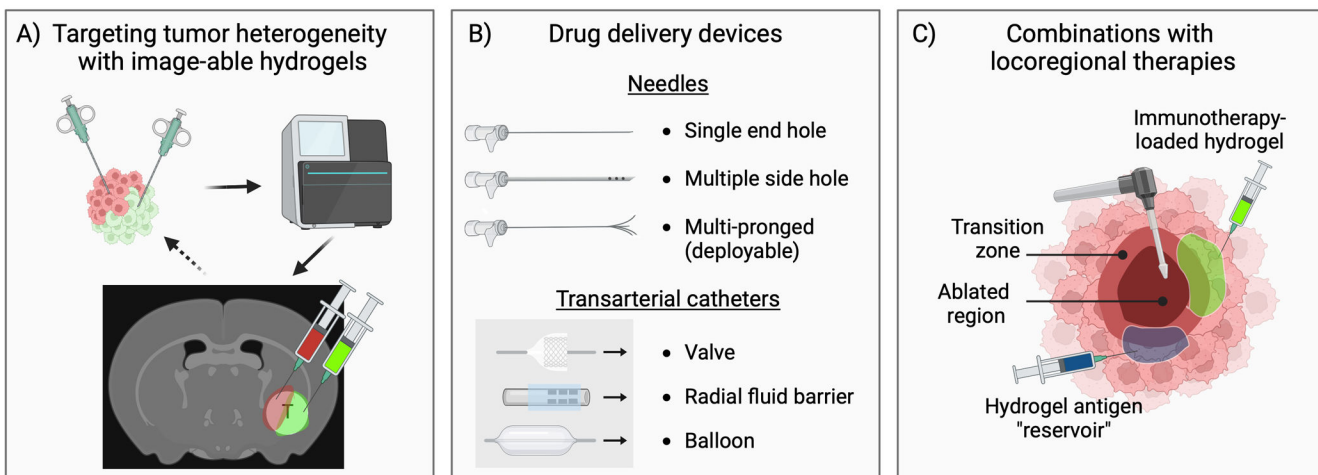 A) Targeting tumor heterogeneity
with image-able hydrogels
T
B) Drug delivery devices
Needles
• Single end hole
• Multiple side hole
• Multi-pronged
(deployable)
Transarterial catheters
• Valve
• Radial fluid barrier
• Balloon
C) Combinations with
locoregional therapies
Immunotherapy-
loaded hydrogel
Transition
zone
Ablated
region
Hydrogel antigen
"reservoir"